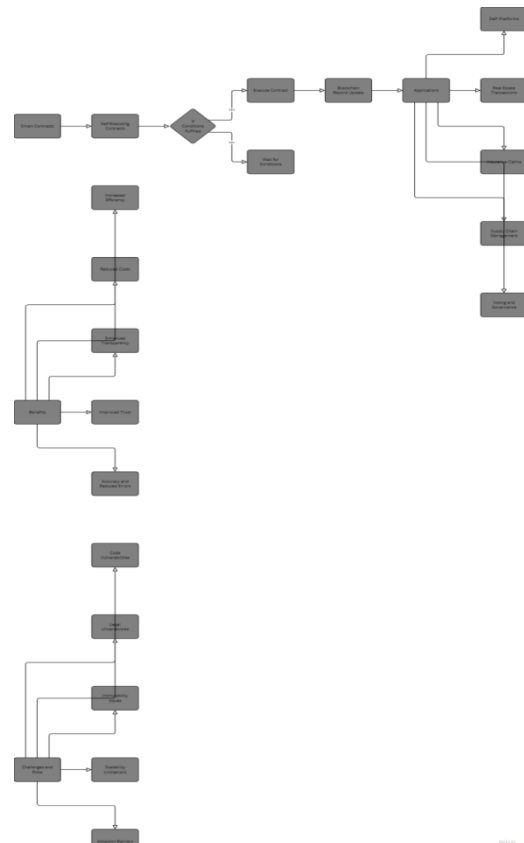 DeFi Platforms
Smart Contracts
Self-Executing
Contracts
If
Conditions
Fulfilled
Execute Contract
Blockchain
Record Update
Applications
Real Estate
Transactions
Wait for
Conditions
Insurance Claims
Supply Chain
Management
Voting and
Governance
Increased
Efficiency
Reduced Costs
Enhanced
Transparency
Benefits
Improved Trust
Accuracy and
Reduced Errors
Code
Vulnerabilities
Legal
Uncertainties
Immutability
Issues
Challenges and
Risks
Scalability
Limitations